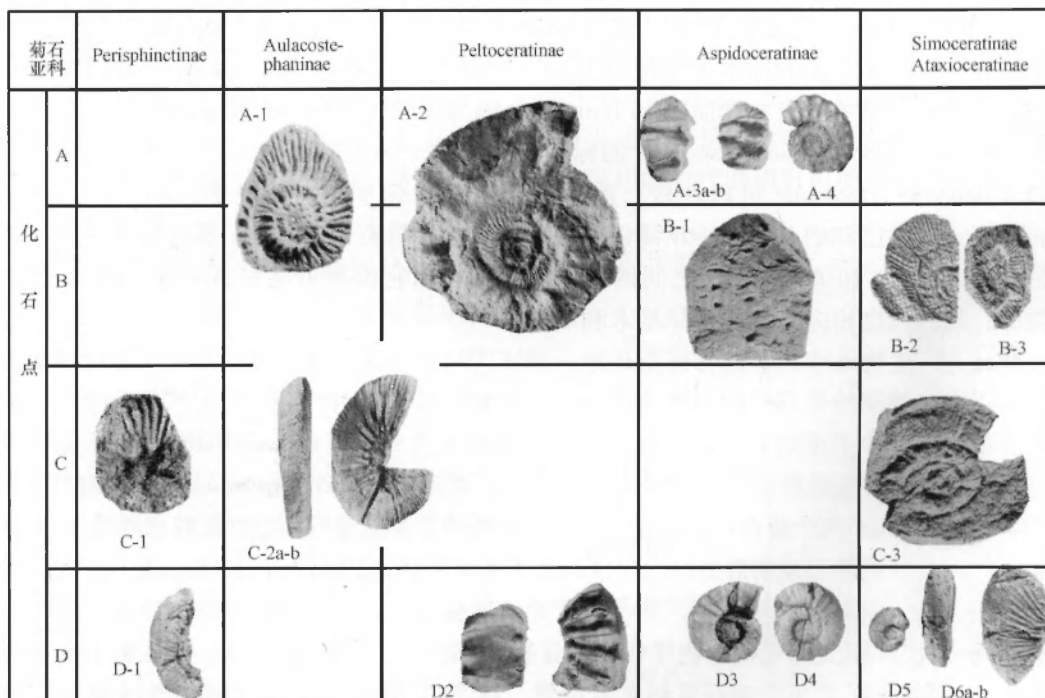 菊石
亚科
Perisphinctinae
Aulacoste-
phaninae
Peltoceratinae
Aspidoceratinae
Simoceratinae
Ataxioceratinae
化
石
点
A
A-1
A-2
A-3a-b
A-4
B
B-1
B-2
B-3
C
C-1
C-2a-b
C-3
D
D-1
D2
D3
D4
D5
D6a-b